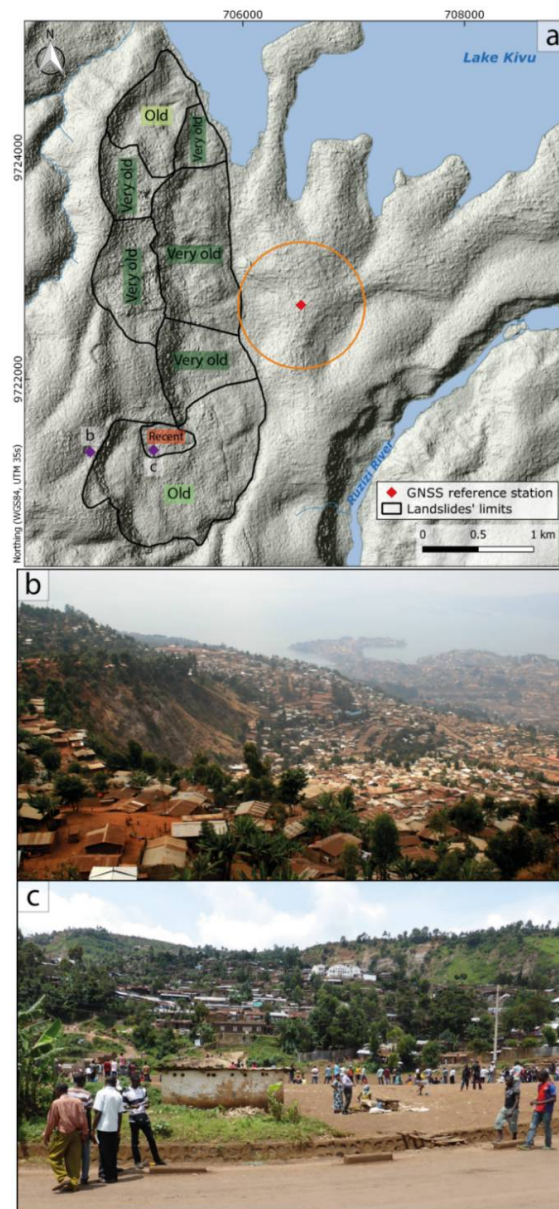 706000
708000
a
Lake Kivu
N
Old
Very old
9724000
Very old
Very old
Very old
Very old
9722000
b
Recent
c
Old
Ruzizi River
GNSS reference station
Landslides' limits
0
0.5
1 km
Northing (WGS84, UTM 35s)
b
c